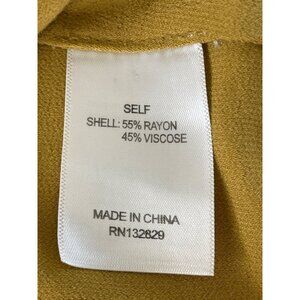 SELF
SHELL: 55% RAYON
45% VISCOSE
MADE IN CHINA
RN132829